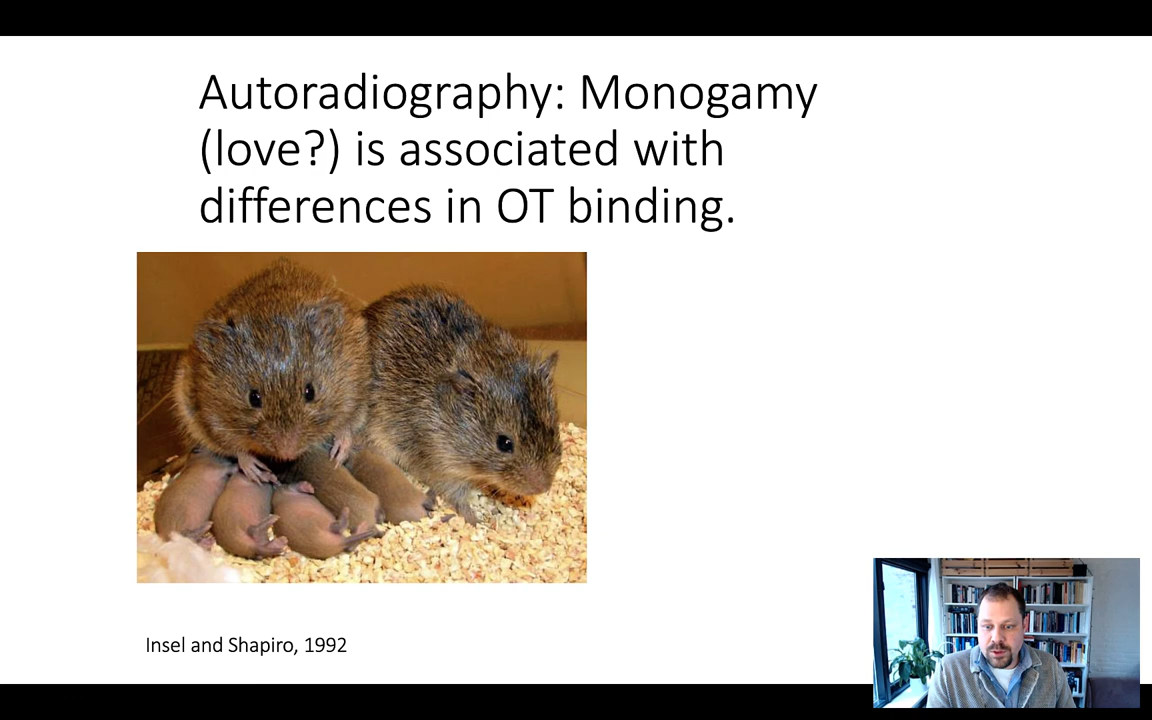 Autoradiography: Monogamy
(love?) is associated with
differences in OT binding.
Insel and Shapiro, 1992